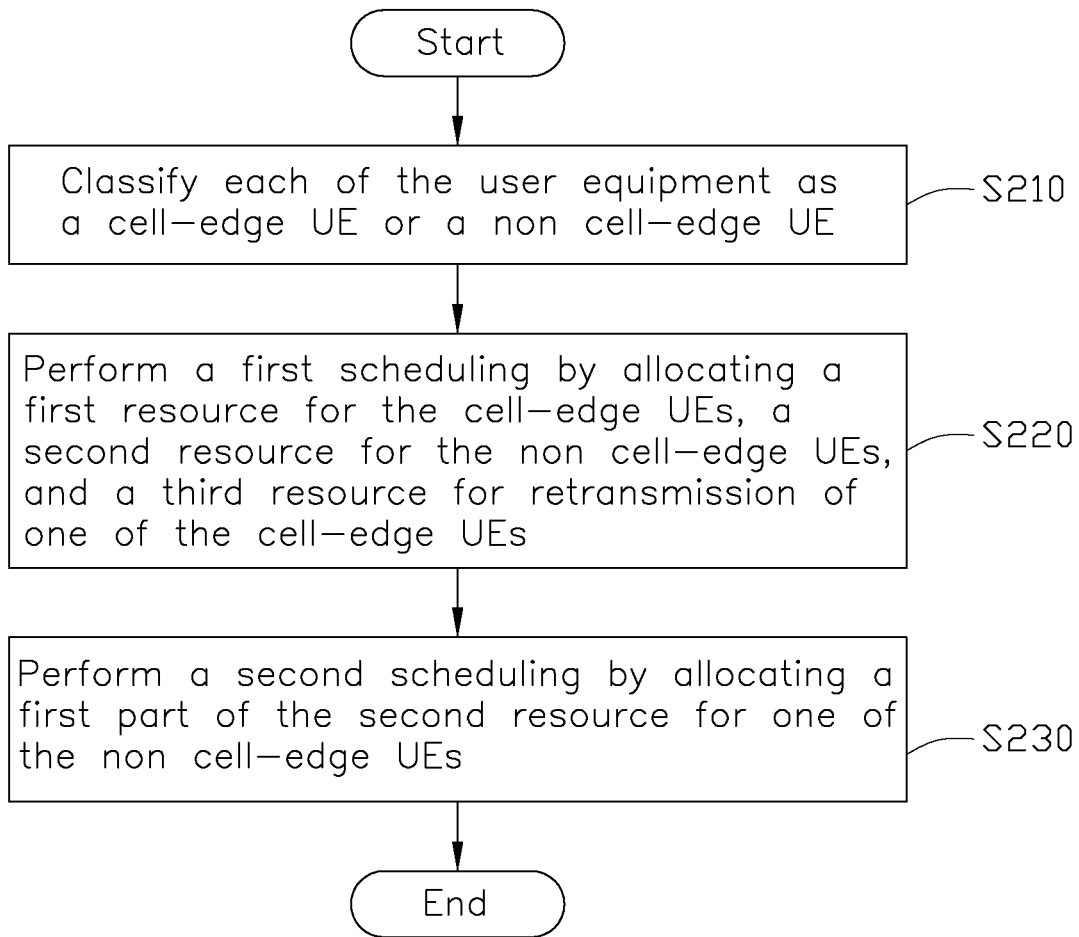 Start
Classify each of the user equipment as
a cell-edge UE or a non cell-edge UE
S210
Perform a first scheduling by allocating a
first resource for the cell-edge UEs, a
second resource for the non cell-edge UEs,
and a third resource for retransmission of
one of the cell-edge UEs
S220
Perform a second scheduling by allocating a
first part of the second resource for one of
the non cell-edge UEs
S230
End